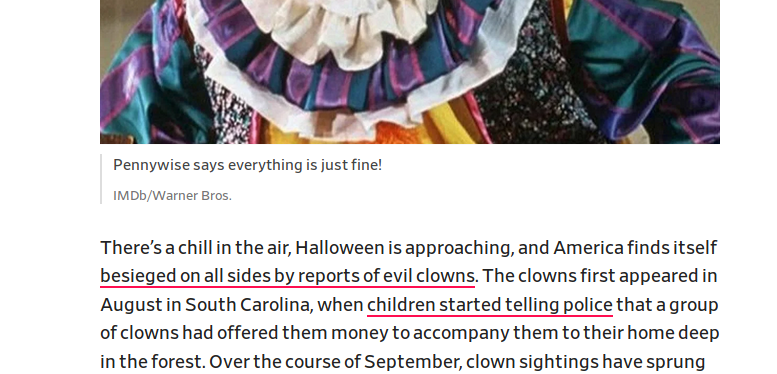 Pennywise says everything is just fine!
IMDb/Warner Bros.
There’s a chill in the air, Halloween is approaching, and America finds itself
besieged on all sides by reports of evil clowns. The clowns first appeared in
August in South Carolina, when children started telling police that a group
of clowns had offered them money to accompany them to their home deep
in the forest. Over the course of September, clown sightings have sprung